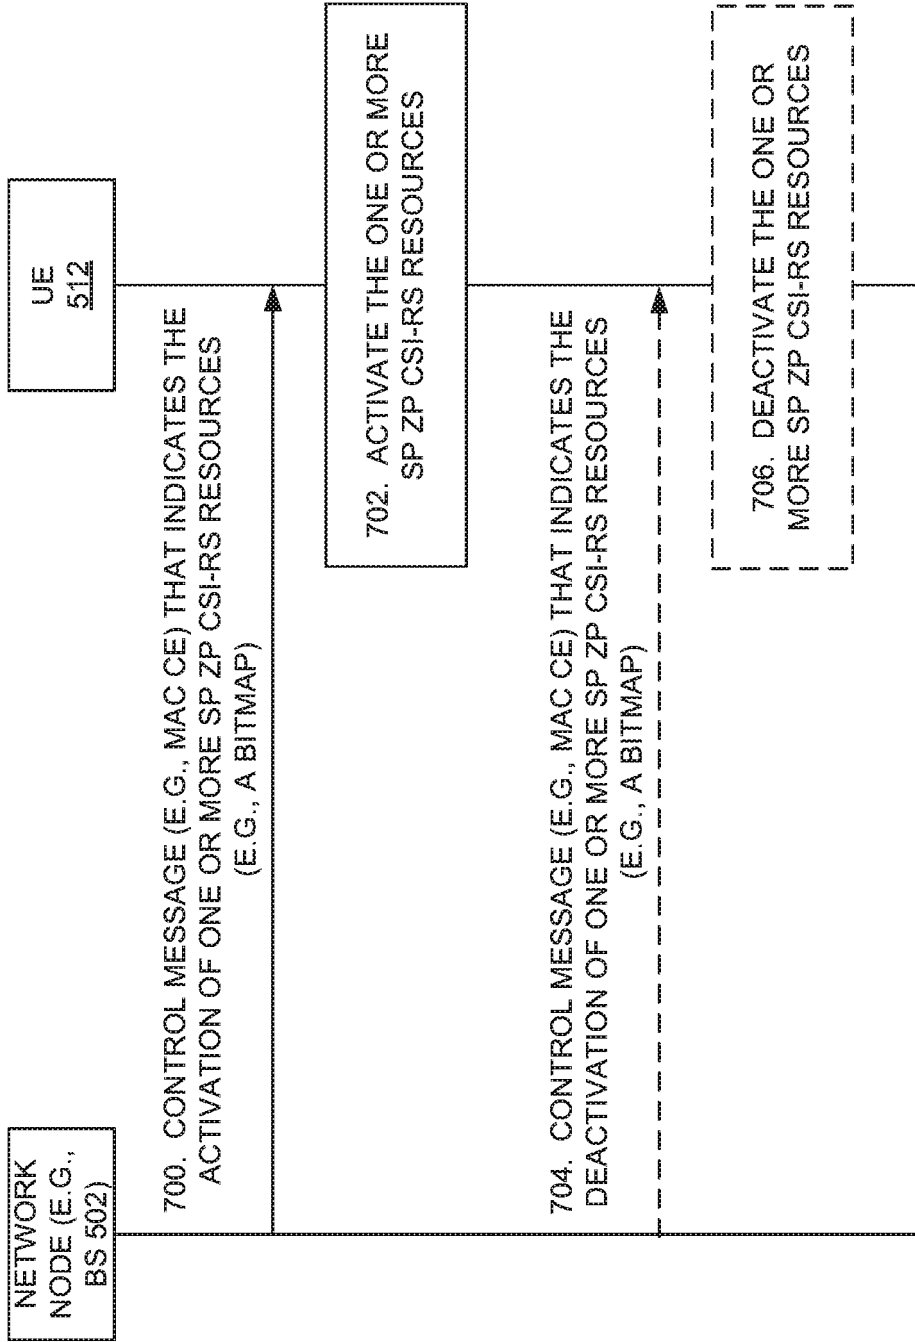 NETWORK
NODE (E.G.,
BS 502)
UE
512
700. CONTROL MESSAGE (E.G., MAC CE) THAT INDICATES THE
ACTIVATION OF ONE OR MORE SP ZP CSI-RS RESOURCES
(E.G., A BITMAP)
702. ACTIVATE THE ONE OR MORE
SP ZP CSI-RS RESOURCES
704. CONTROL MESSAGE (E.G., MAC CE) THAT INDICATES THE
DEACTIVATION OF ONE OR MORE SP ZP CSI-RS RESOURCES
(E.G., A BITMAP)
706. DEACTIVATE THE ONE OR
MORE SP ZP CSI-RS RESOURCES